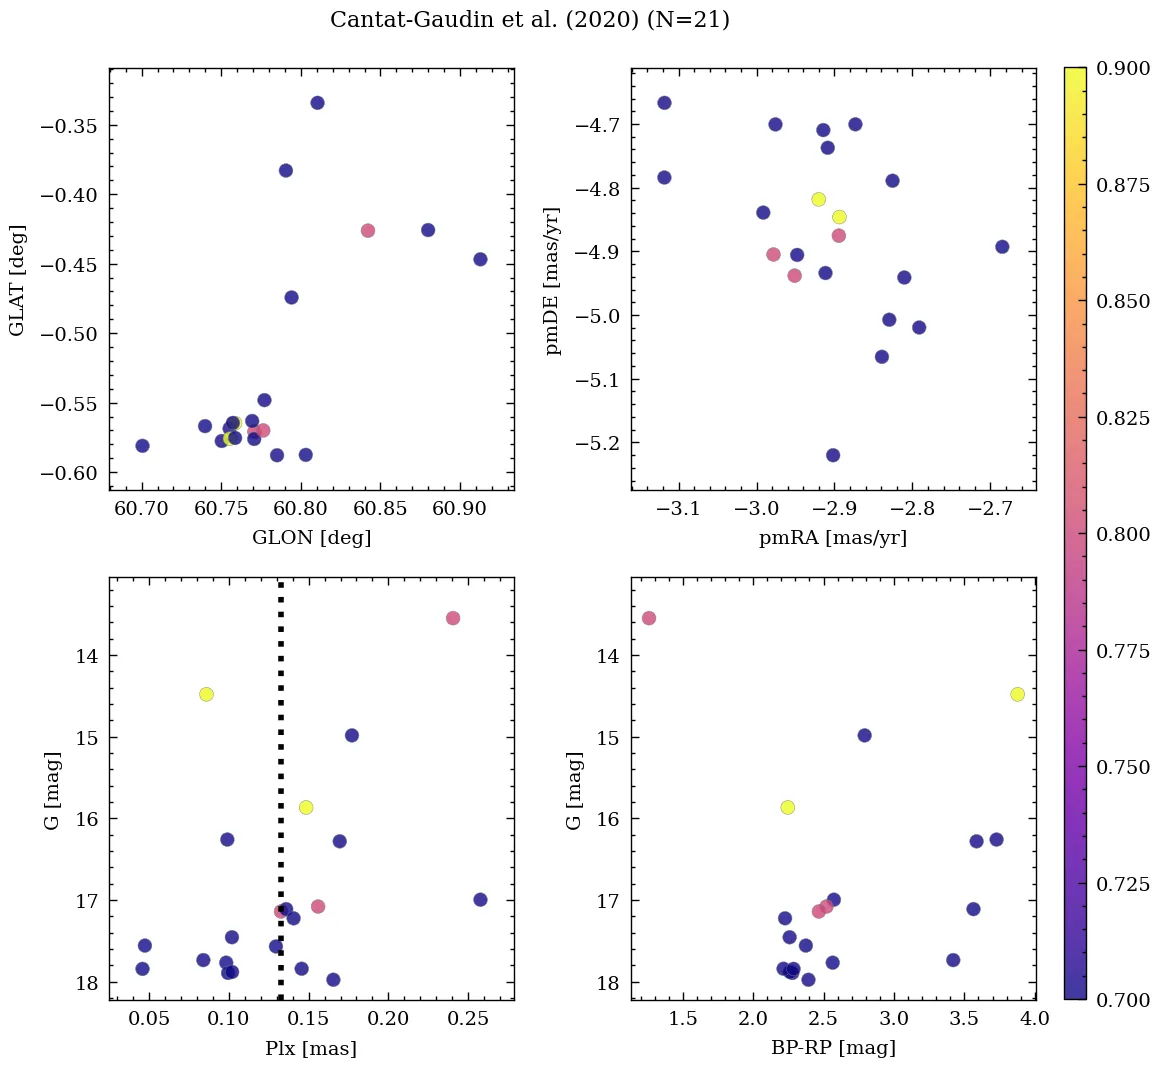 Cantat-Gaudin et al. (2020) (N=21)
−0.35
−0.40
−0.45
−0.50
−0.55
−0.60
GLAT [deg]
60.70 60.75 60.80 60.85 60.90
GLON [deg]
−4.7
−4.8
−4.9
−5.0
−5.1
−5.2
pmDE [mas/yr]
−3.1 −3.0 −2.9 −2.8 −2.7
pmRA [mas/yr]
14
15
16
17
18
G [mag]
0.05 0.10 0.15 0.20 0.25
Plx [mas]
14
15
16
17
18
G [mag]
1.5 2.0 2.5 3.0 3.5 4.0
BP-RP [mag]
0.900
0.875
0.850
0.825
0.800
0.775
0.750
0.725
0.700